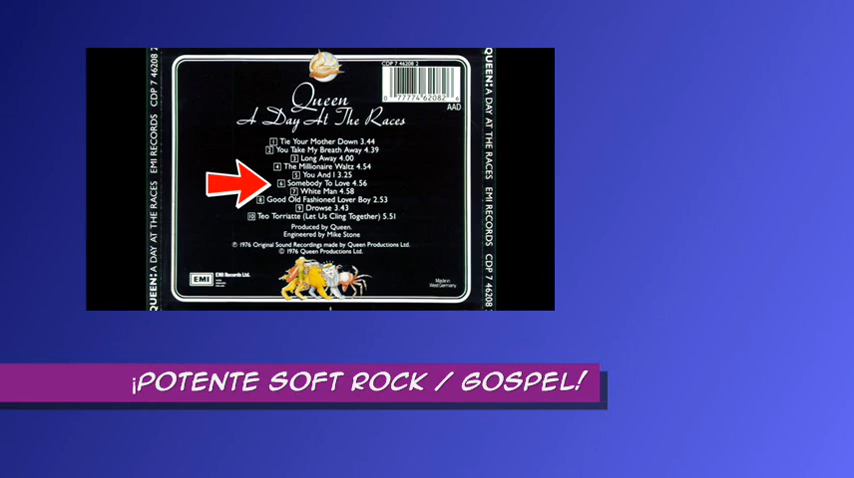 CDP 7 46208 2
0 77774 62082 6
AAD
Queen
A Day At The Races
1 Tie Your Mother Down 3.44
2 You Take My Breath Away 4.39
3 Long Away 4.00
4 The Millionaire Waltz 4.54
5 You And I 3.25
6 Somebody To Love 4.56
7 White Man 4.58
8 Good Old Fashioned Lover Boy 2.53
9 Drowse 3.43
10 Teo Torriatte (Let Us Cling Together) 5.51
Produced by Queen.
Engineered by Mike Stone
℗ 1976 Original Sound Recordings made by Queen Productions Ltd.
© 1976 Queen Productions Ltd.
EMI
EMI Records Ltd.
Made in
West Germany
QUEEN: A DAY AT THE RACES EMI RECORDS CDP 7 46208 2
QUEEN: A DAY AT THE RACES EMI RECORDS CDP 7 46208
¡POTENTE SOFT ROCK / GOSPEL!